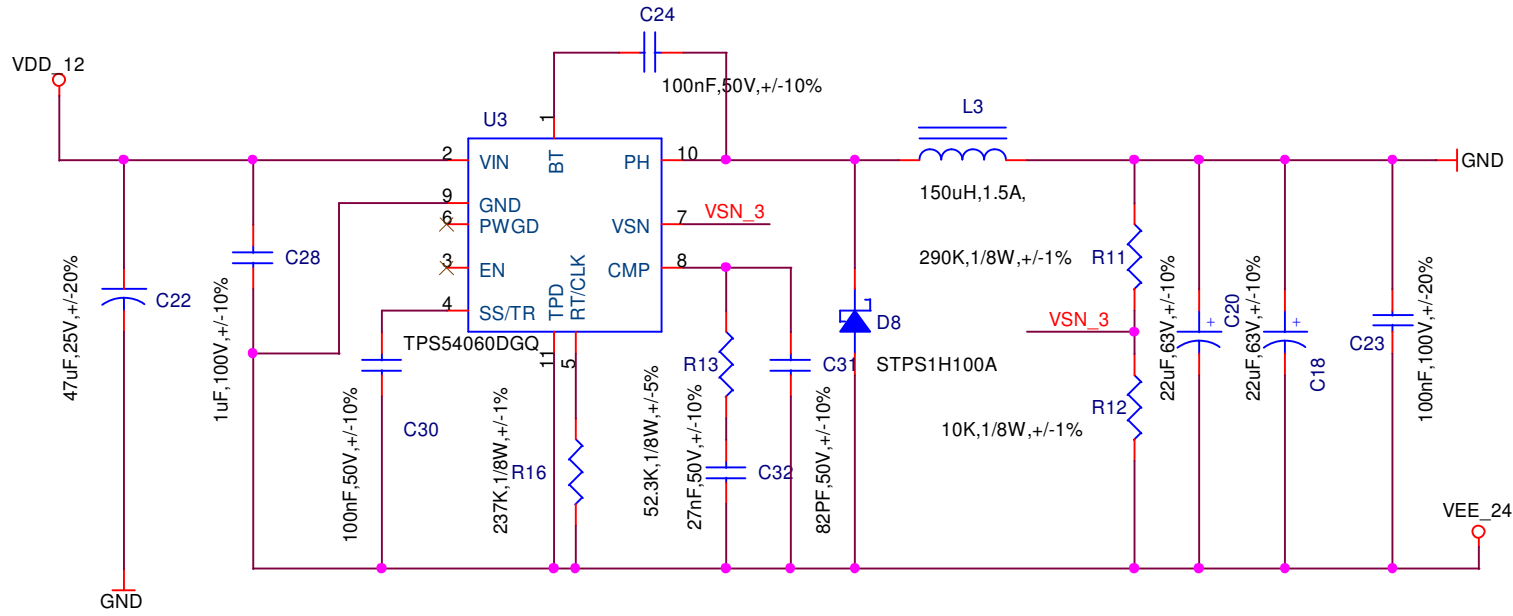 C24
VDD_12
100nF,50V,+/-10%
U3
L3
1
2
VIN
BT
PH
10
GND
9
GND
150uH,1.5A,
6
PWGD
VSN
7
VSN_3
C28
3
EN
CMP
8
290K,1/8W,+/-1%
R11
C22
47uF,25V,+/-20%
1uF,100V,+/-10%
4
SS/TR
TPD
RT/CLK
D8
VSN_3
22uF,63V,+/-10%
C20
22uF,63V,+/-10%
C18
C23
100nF,100V,+/-20%
TPS54060DGQ
11
5
R13
C31
STPS1H100A
R12
10K,1/8W,+/-1%
C30
100nF,50V,+/-10%
237K,1/8W,+/-1%
R16
52.3K,1/8W,+/-5%
27nF,50V,+/-10%
C32
82PF,50V,+/-10%
VEE_24
GND